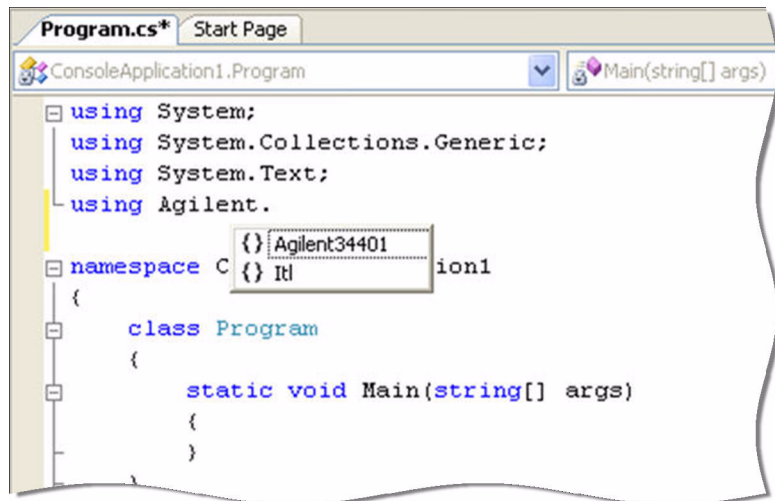 Program.cs* Start Page
ConsoleApplication1.Program Main(string[] args)
using System;
using System.Collections.Generic;
using System.Text;
using Agilent.
{} Agilent34401
{} Itl
namespace C ion1
{
class Program
{
static void Main(string[] args)
{
}
}